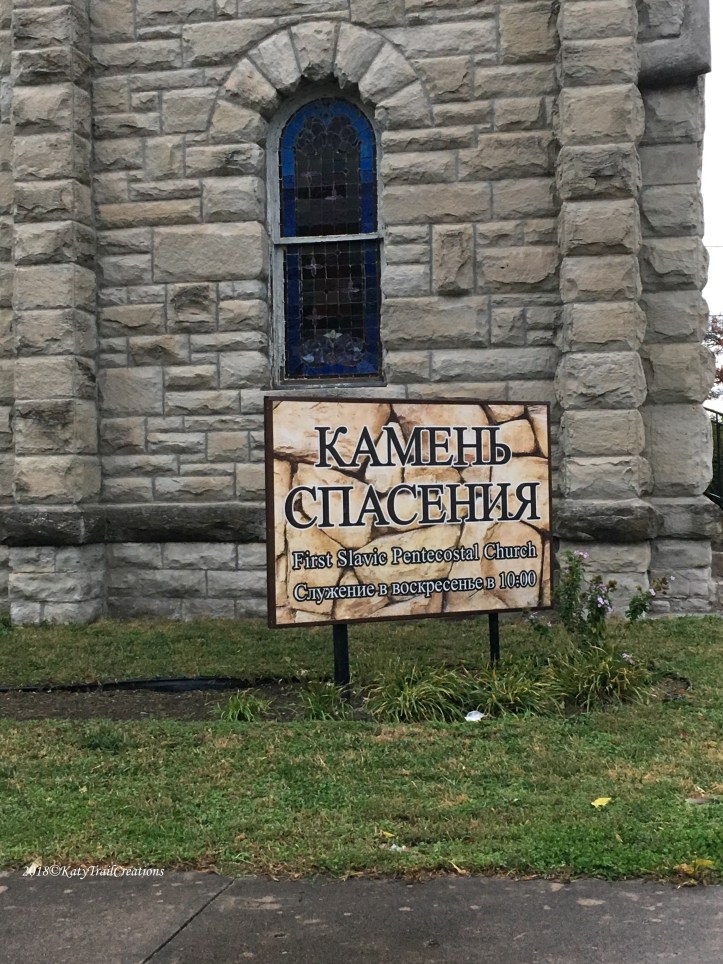 КАМЕНЬ
СПАСЕНИЯ
First Slavic Pentecostal Church
Служение в воскресенье в 10:00
2018©KatyTrailCreations